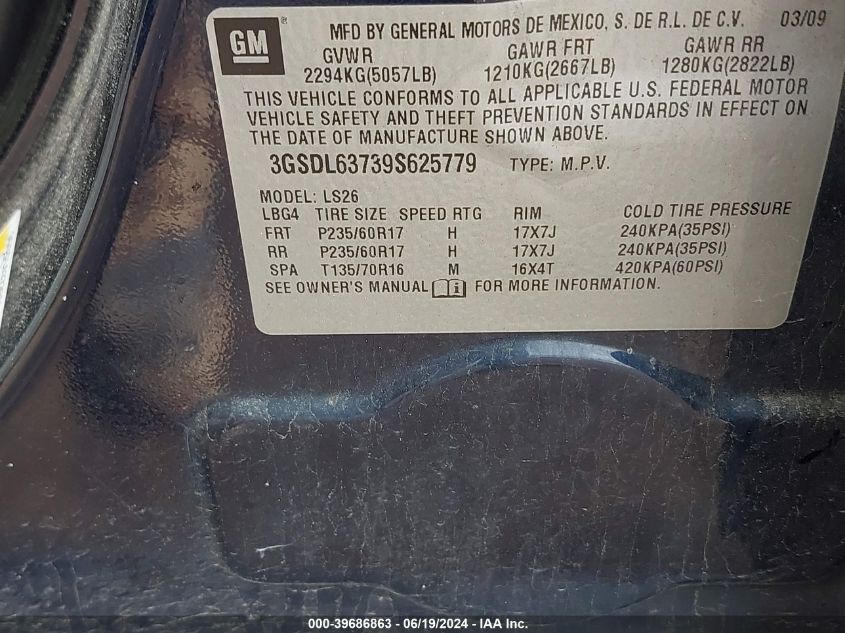 GM
MFD BY GENERAL MOTORS DE MEXICO, S. DE R.L. DE C.V. 03/09
GVWR GAWR FRT GAWR RR
2294KG(5057LB) 1210KG(2667LB) 1280KG(2822LB)
THIS VEHICLE CONFORMS TO ALL APPLICABLE U.S. FEDERAL MOTOR
VEHICLE SAFETY AND THEFT PREVENTION STANDARDS IN EFFECT ON
THE DATE OF MANUFACTURE SHOWN ABOVE.
3GSDL63739S625779 TYPE: M.P.V.
MODEL: LS26
LBG4 TIRE SIZE SPEED RTG RIM COLD TIRE PRESSURE
FRT P235/60R17 H 17X7J 240KPA(35PSI)
RR P235/60R17 H 17X7J 240KPA(35PSI)
SPA T135/70R16 M 16X4T 420KPA(60PSI)
SEE OWNER'S MANUAL FOR MORE INFORMATION.
000-39686863 - 06/19/2024 - IAA Inc.